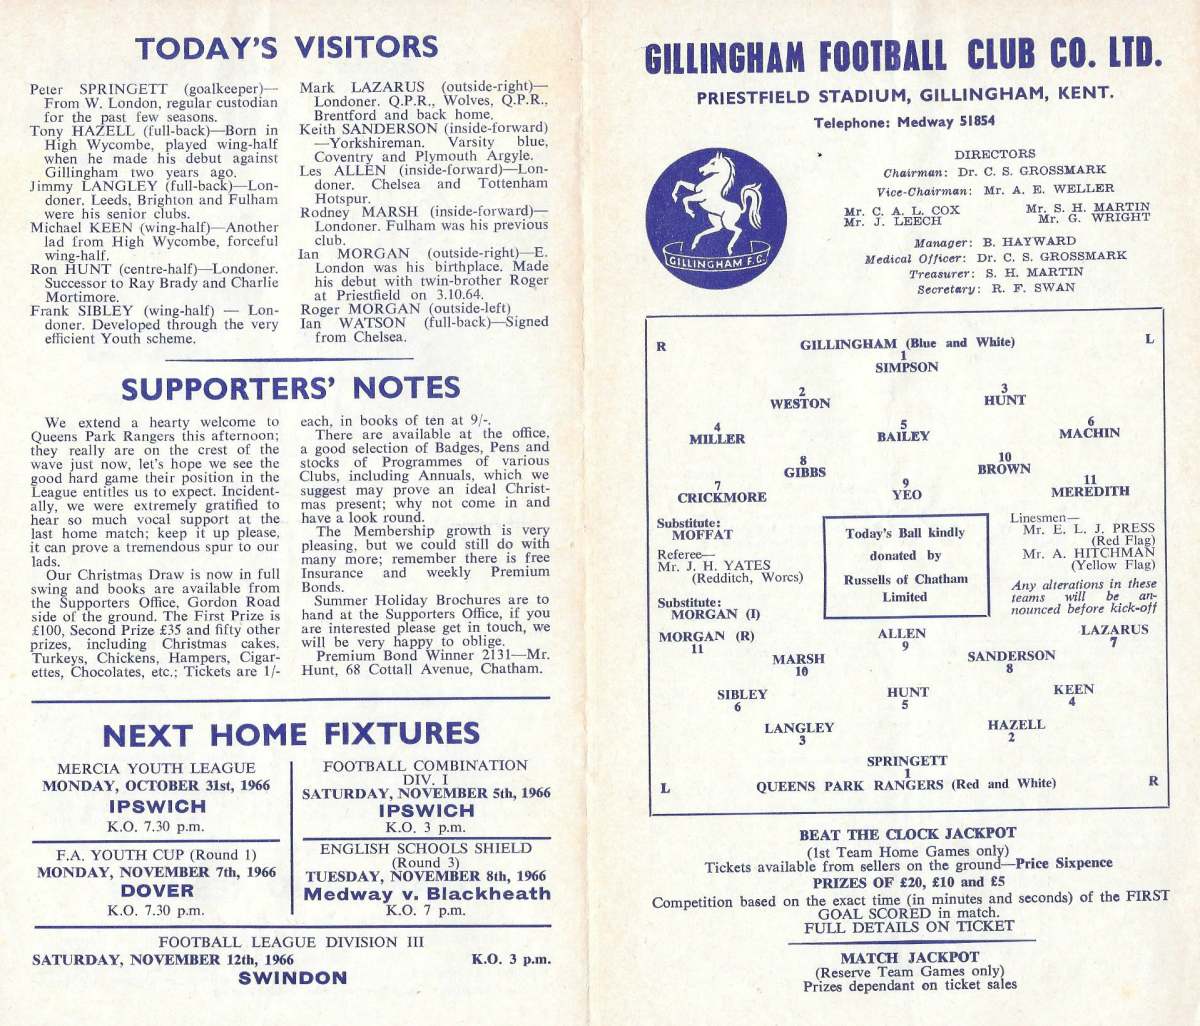 TODAY'S VISITORS
Peter SPRINGETT (goalkeeper)—
From W. London, regular custodian
for the past few seasons.
Tony HAZELL (full-back)—Born in
High Wycombe, played wing-half
when he made his debut against
Gillingham two years ago.
Jimmy LANGLEY (full-back)—Lon-
doner. Leeds, Brighton and Fulham
were his senior clubs.
Michael KEEN (wing-half)—Another
lad from High Wycombe, forceful
wing-half.
Ron HUNT (centre-half)—Londoner.
Successor to Ray Brady and Charlie
Mortimore.
Frank SIBLEY (wing-half) — Lon-
doner. Developed through the very
efficient Youth scheme.
Mark LAZARUS (outside-right)—
Londoner. Q.P.R., Wolves, Q.P.R.,
Brentford and back home.
Keith SANDERSON (inside-forward)
—Yorkshireman. Varsity blue,
Coventry and Plymouth Argyle.
Les ALLEN (inside-forward)—Lon-
doner. Chelsea and Tottenham
Hotspur.
Rodney MARSH (inside-forward)—
Londoner. Fulham was his previous
club.
Ian MORGAN (outside-right)—E.
London was his birthplace. Made
his debut with twin-brother Roger
at Priestfield on 3.10.64.
Roger MORGAN (outside-left)
Ian WATSON (full-back)—Signed
from Chelsea.
SUPPORTERS' NOTES
We extend a hearty welcome to
Queens Park Rangers this afternoon;
they really are on the crest of the
wave just now, let's hope we see the
good hard game their position in the
League entitles us to expect. Incident-
ally, we were extremely gratified to
hear so much vocal support at the
last home match; keep it up please,
it can prove a tremendous spur to our
lads.
Our Christmas Draw is now in full
swing and books are available from
the Supporters Office, Gordon Road
side of the ground. The First Prize is
£100, Second Prize £35 and fifty other
prizes, including Christmas cakes,
Turkeys, Chickens, Hampers, Cigar-
ettes, Chocolates, etc.; Tickets are 1/-
each, in books of ten at 9/-.
There are available at the office,
a good selection of Badges, Pens and
stocks of Programmes of various
Clubs, including Annuals, which we
suggest may prove an ideal Christ-
mas present; why not come in and
have a look round.
The Membership growth is very
pleasing, but we could still do with
many more; remember there is free
Insurance and weekly Premium
Bonds.
Summer Holiday Brochures are to
hand at the Supporters Office, if you
are interested please get in touch, we
will be very happy to oblige.
Premium Bond Winner 2131—Mr.
Hunt, 68 Cottall Avenue, Chatham.
NEXT HOME FIXTURES
MERCIA YOUTH LEAGUE
MONDAY, OCTOBER 31st, 1966
IPSWICH
K.O. 7.30 p.m.
F.A. YOUTH CUP (Round 1)
MONDAY, NOVEMBER 7th, 1966
DOVER
K.O. 7.30 p.m.
FOOTBALL COMBINATION
DIV. I
SATURDAY, NOVEMBER 5th, 1966
IPSWICH
K.O. 3 p.m.
ENGLISH SCHOOLS SHIELD
(Round 3)
TUESDAY, NOVEMBER 8th, 1966
Medway v. Blackheath
K.O. 7 p.m.
FOOTBALL LEAGUE DIVISION III
SATURDAY, NOVEMBER 12th, 1966 K.O. 3 p.m.
SWINDON
GILLINGHAM FOOTBALL CLUB CO. LTD.
PRIESTFIELD STADIUM, GILLINGHAM, KENT.
Telephone: Medway 51854
GILLINGHAM F.C.
DIRECTORS
Chairman: Dr. C. S. GROSSMARK
Vice-Chairman: Mr. A. E. WELLER
Mr. C. A. L. COX Mr. S. H. MARTIN
Mr. J. LEECH Mr. G. WRIGHT
Manager: B. HAYWARD
Medical Officer: Dr. C. S. GROSSMARK
Treasurer: S. H. MARTIN
Secretary: R. F. SWAN
R GILLINGHAM (Blue and White) L
1
SIMPSON
2 3
WESTON HUNT
4 5 6
MILLER BAILEY MACHIN
8 10
GIBBS BROWN
7 9 11
CRICKMORE YEO MEREDITH
Substitute:
MOFFAT
Referee—
Mr. J. H. YATES
(Redditch, Worcs)
Substitute:
MORGAN (I)
Today's Ball kindly
donated by
Russells of Chatham
Limited
Linesmen—
Mr. E. L. J. PRESS
(Red Flag)
Mr. A. HITCHMAN
(Yellow Flag)
Any alterations in these
teams will be an-
nounced before kick-off
MORGAN (R) ALLEN LAZARUS
11 9 7
MARSH SANDERSON
10 8
SIBLEY HUNT KEEN
6 5 4
LANGLEY HAZELL
3 2
SPRINGETT
1
L QUEENS PARK RANGERS (Red and White) R
BEAT THE CLOCK JACKPOT
(1st Team Home Games only)
Tickets available from sellers on the ground—Price Sixpence
PRIZES OF £20, £10 and £5
Competition based on the exact time (in minutes and seconds) of the FIRST
GOAL SCORED in match.
FULL DETAILS ON TICKET
MATCH JACKPOT
(Reserve Team Games only)
Prizes dependant on ticket sales